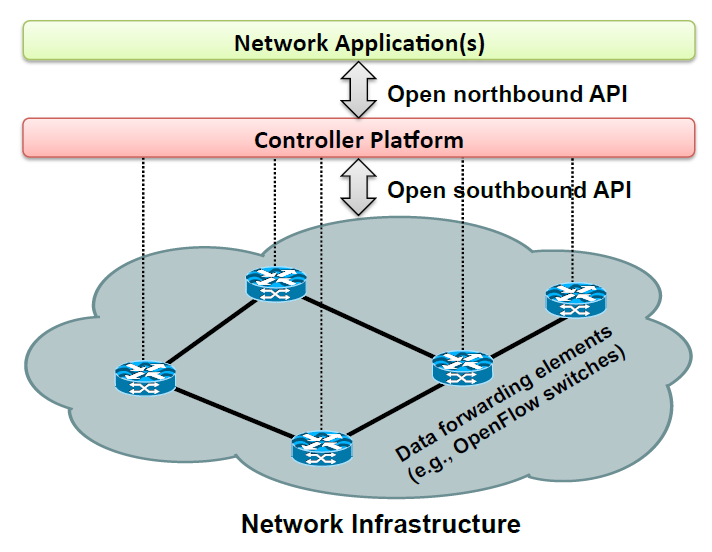 Network Application(s)
Open northbound API
Controller Platform
Open southbound API
Data forwarding elements
(e.g., OpenFlow switches)
Network Infrastructure